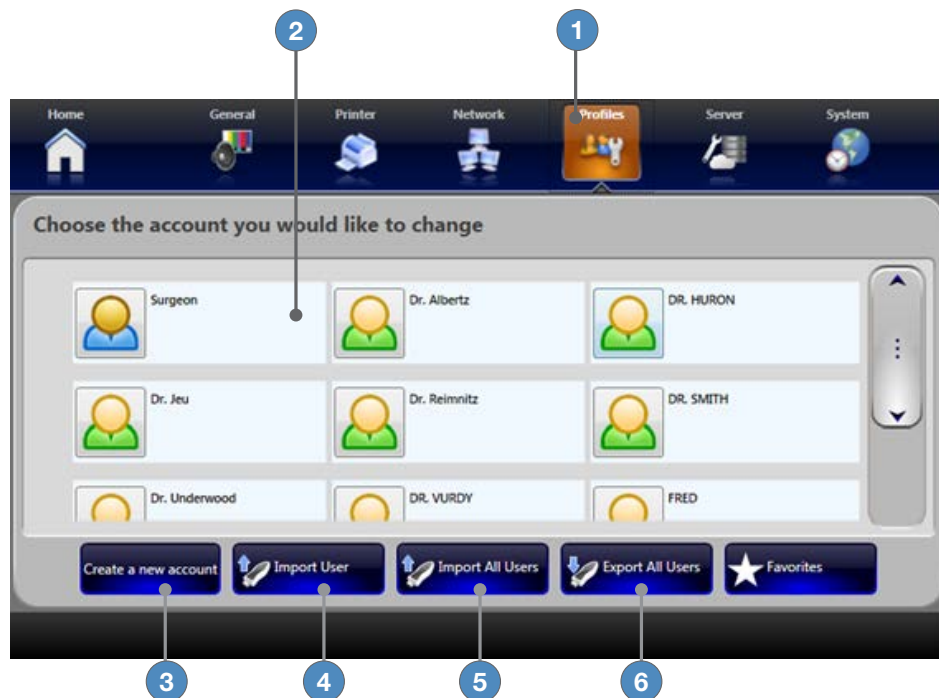 2 1
Home General Printer Network Profiles Server System
Choose the account you would like to change
Surgeon Dr. Albertz DR. HURON
Dr. Jeu Dr. Reimnitz DR. SMITH
Dr. Underwood DR. VURDY FRED
Create a new account Import User Import All Users Export All Users Favorites
3 4 5 6